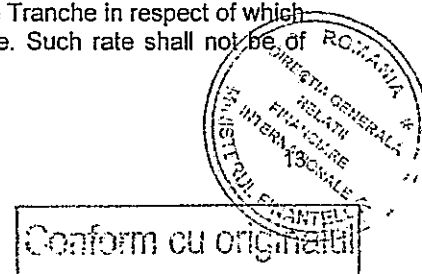 Tranche in respect of which
e. Such rate shall not be of
ROMANIA
MINISTERUL FINANTELOR
DIRECTIA GENERALA
RELATII
FINANCIARE
INTERNATIONALE
13
Conform cu originalul